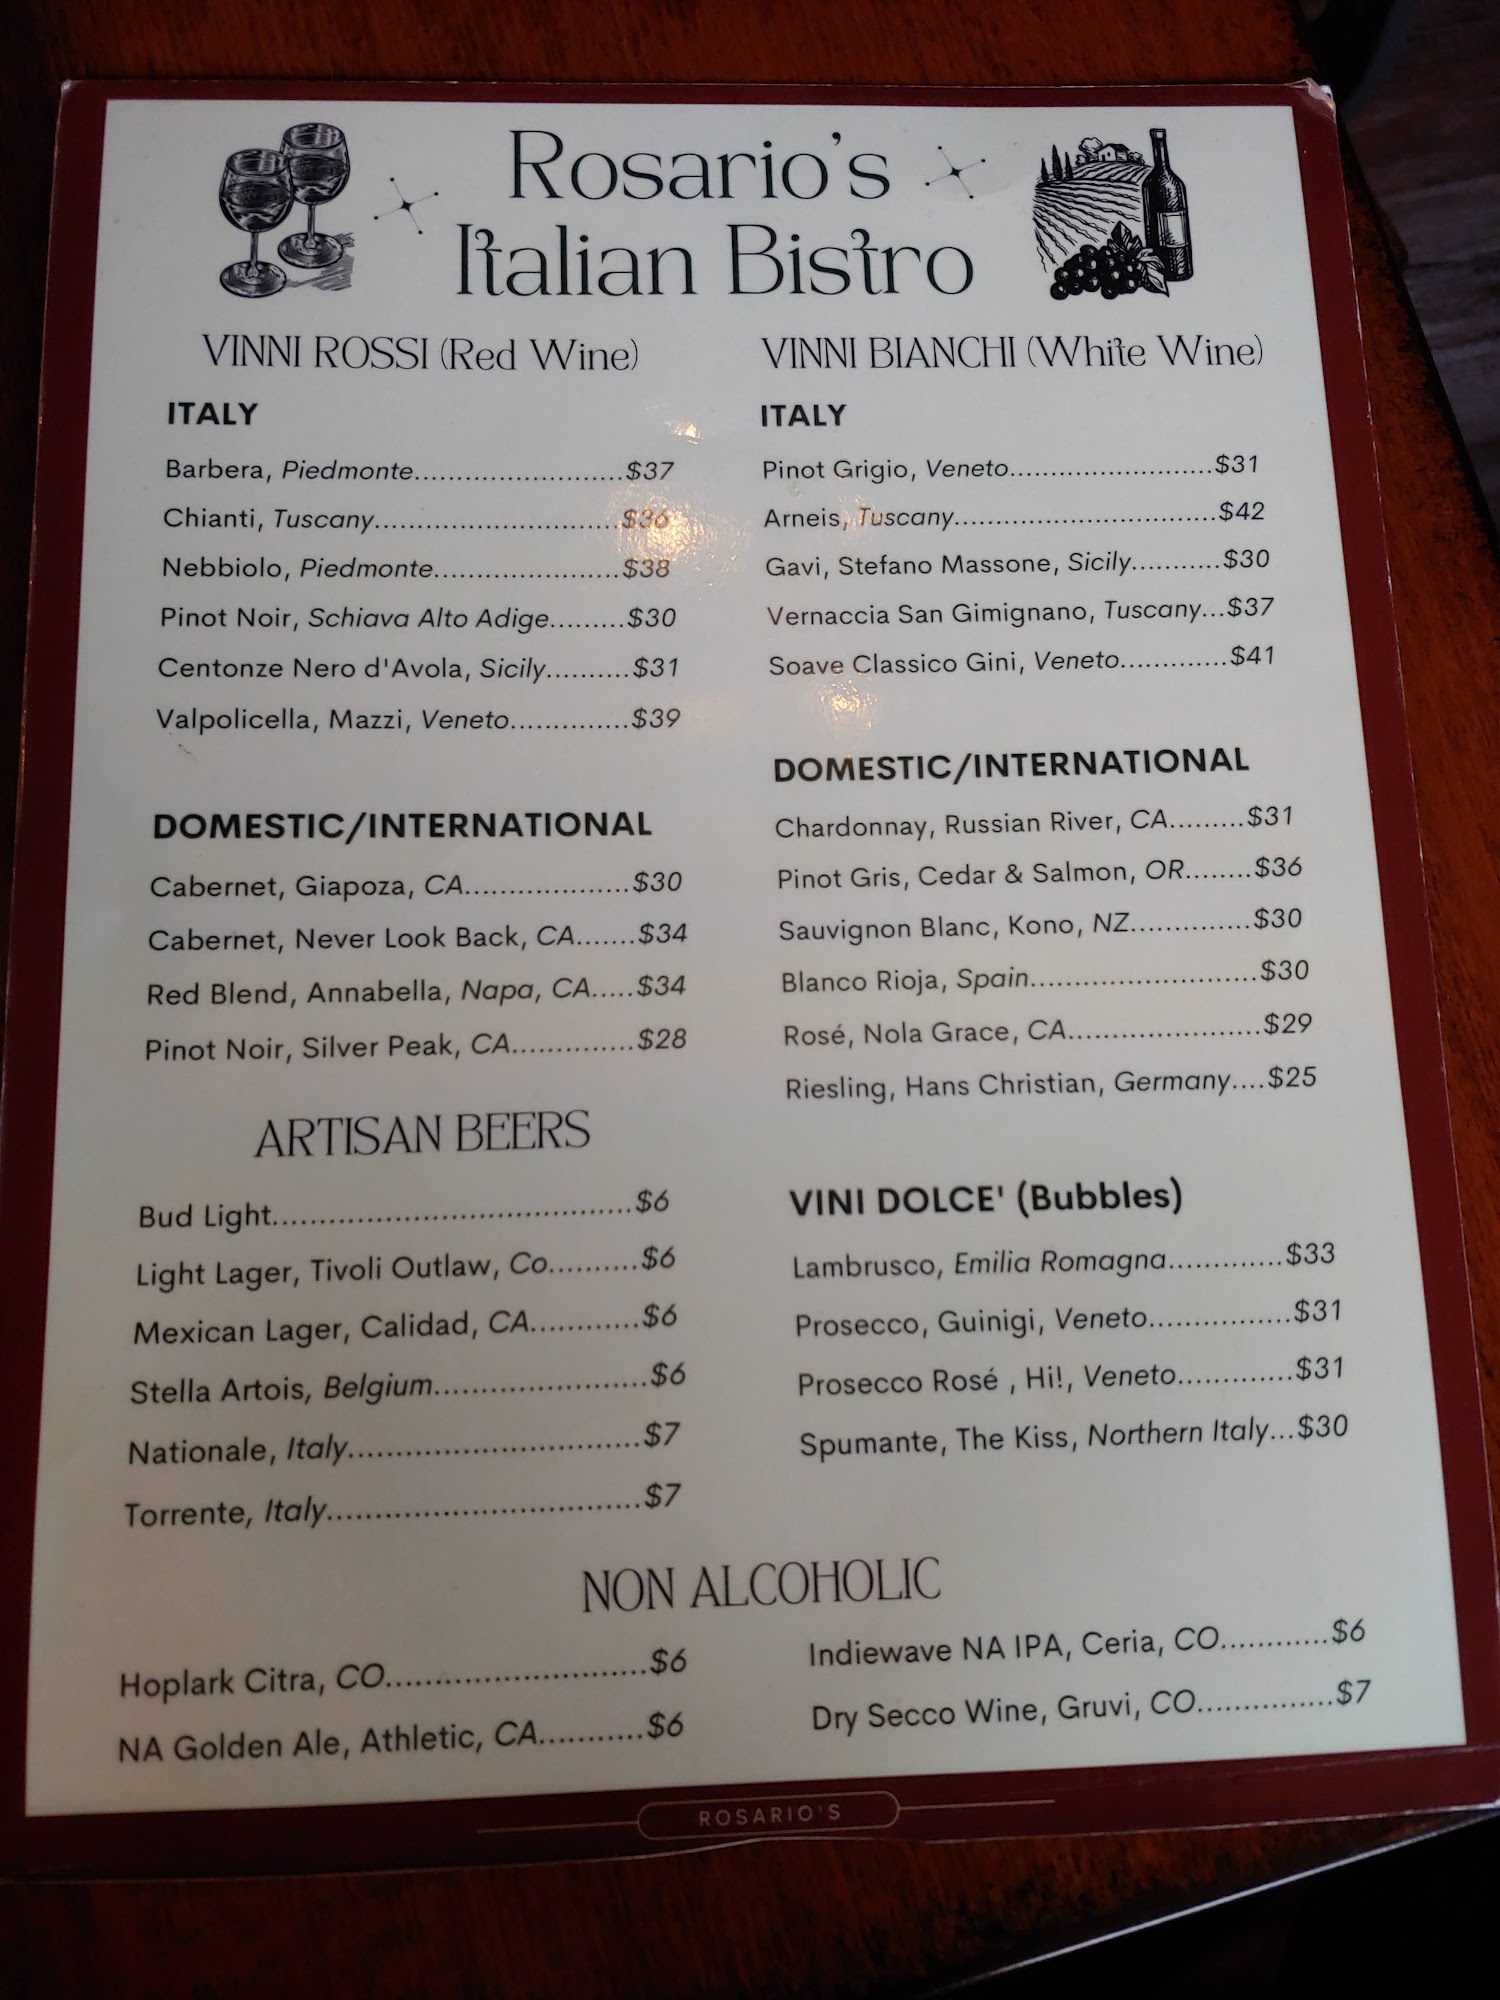 Rosario's
Italian Bistro
VINNI ROSSI (Red Wine)
ITALY
Barbera, Piedmonte.........................$37
Chianti, Tuscany.............................$36
Nebbiolo, Piedmonte......................$38
Pinot Noir, Schiava Alto Adige.........$30
Centonze Nero d'Avola, Sicily..........$31
Valpolicella, Mazzi, Veneto..............$39
DOMESTIC/INTERNATIONAL
Cabernet, Giapoza, CA....................$30
Cabernet, Never Look Back, CA.......$34
Red Blend, Annabella, Napa, CA.....$34
Pinot Noir, Silver Peak, CA..............$28
ARTISAN BEERS
Bud Light.......................................$6
Light Lager, Tivoli Outlaw, Co..........$6
Mexican Lager, Calidad, CA............$6
Stella Artois, Belgium.......................$6
Nationale, Italy................................$7
Torrente, Italy..................................$7
VINNI BIANCHI (White Wine)
ITALY
Pinot Grigio, Veneto........................$31
Arneis, Tuscany...............................$42
Gavi, Stefano Massone, Sicily...........$30
Vernaccia San Gimignano, Tuscany...$37
Soave Classico Gini, Veneto.............$41
DOMESTIC/INTERNATIONAL
Chardonnay, Russian River, CA.........$31
Pinot Gris, Cedar & Salmon, OR........$36
Sauvignon Blanc, Kono, NZ..............$30
Blanco Rioja, Spain...........................$30
Rosé, Nola Grace, CA.......................$29
Riesling, Hans Christian, Germany....$25
VINI DOLCE' (Bubbles)
Lambrusco, Emilia Romagna.............$33
Prosecco, Guinigi, Veneto................$31
Prosecco Rosé , Hi!, Veneto.............$31
Spumante, The Kiss, Northern Italy...$30
NON ALCOHOLIC
Hoplark Citra, CO............................$6
NA Golden Ale, Athletic, CA...........$6
Indiewave NA IPA, Ceria, CO............$6
Dry Secco Wine, Gruvi, CO...............$7
ROSARIO'S